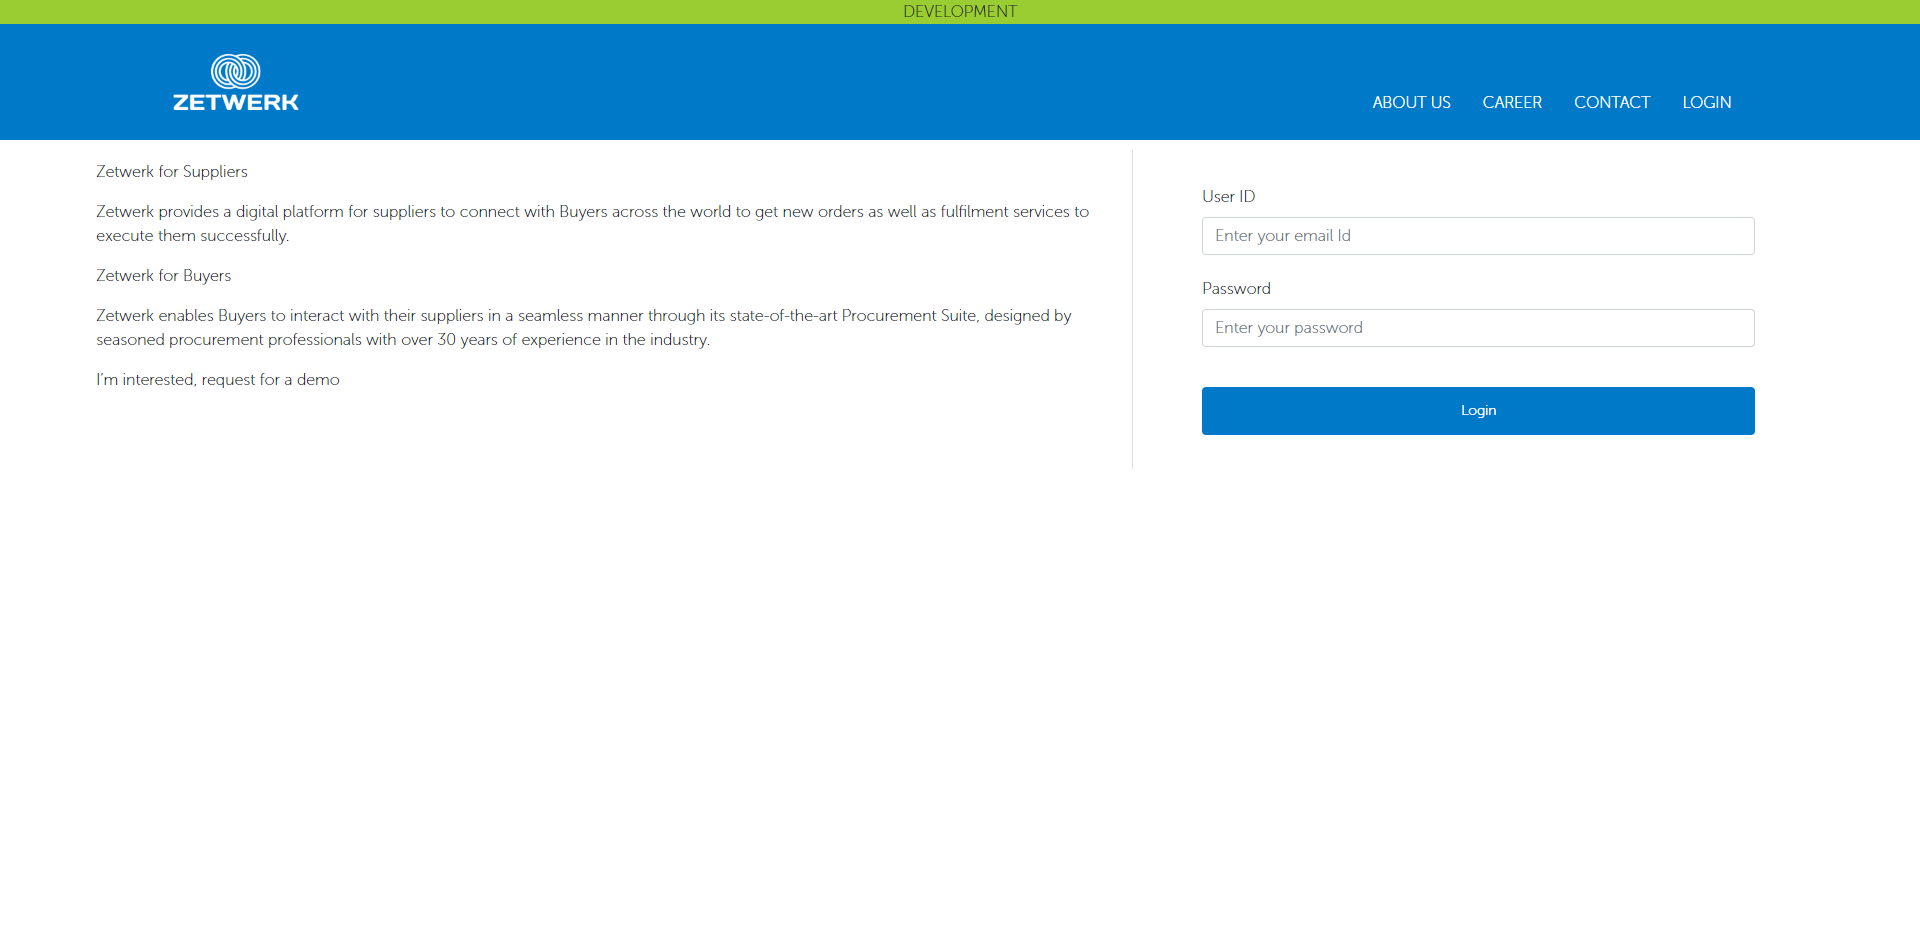 DEVELOPMENT
ZETWERK
ABOUT US
CAREER
CONTACT
LOGIN
Zetwerk for Suppliers
Zetwerk provides a digital platform for suppliers to connect with Buyers across the world to get new orders as well as fulfilment services to
execute them successfully.
Zetwerk for Buyers
Zetwerk enables Buyers to interact with their suppliers in a seamless manner through its state-of-the-art Procurement Suite, designed by
seasoned procurement professionals with over 30 years of experience in the industry.
I'm interested, request for a demo
User ID
Enter your email Id
Password
Enter your password
Login